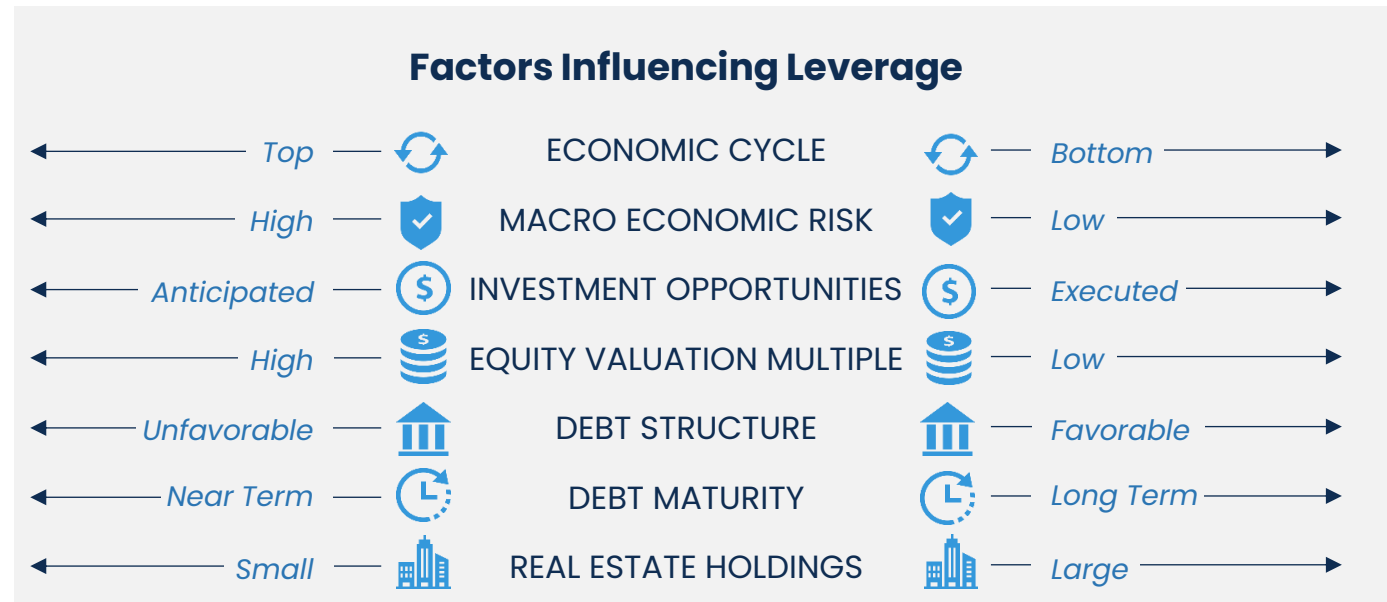 Factors Influencing Leverage
Top ECONOMIC CYCLE Bottom
High MACRO ECONOMIC RISK Low
Anticipated $ INVESTMENT OPPORTUNITIES $ Executed
High $ EQUITY VALUATION MULTIPLE $ Low
Unfavorable DEBT STRUCTURE Favorable
Near Term DEBT MATURITY Long Term
Small REAL ESTATE HOLDINGS Large